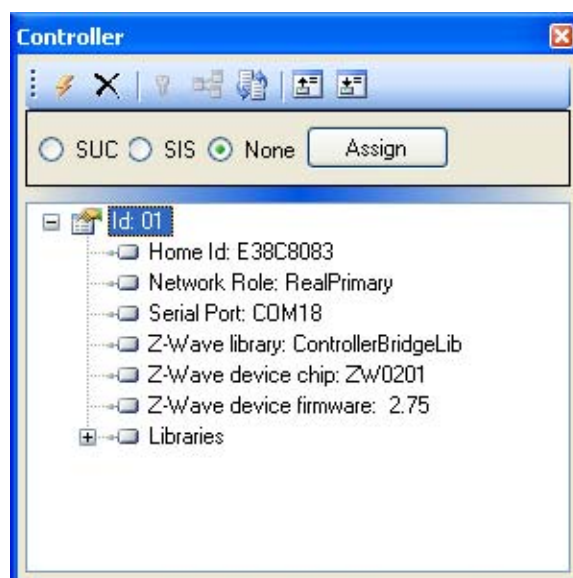 Controller
SUC SIS None Assign
Id: 01
Home Id: E38C8083
Network Role: RealPrimary
Serial Port: COM18
Z-Wave library: ControllerBridgeLib
Z-Wave device chip: ZW0201
Z-Wave device firmware: 2.75
Libraries